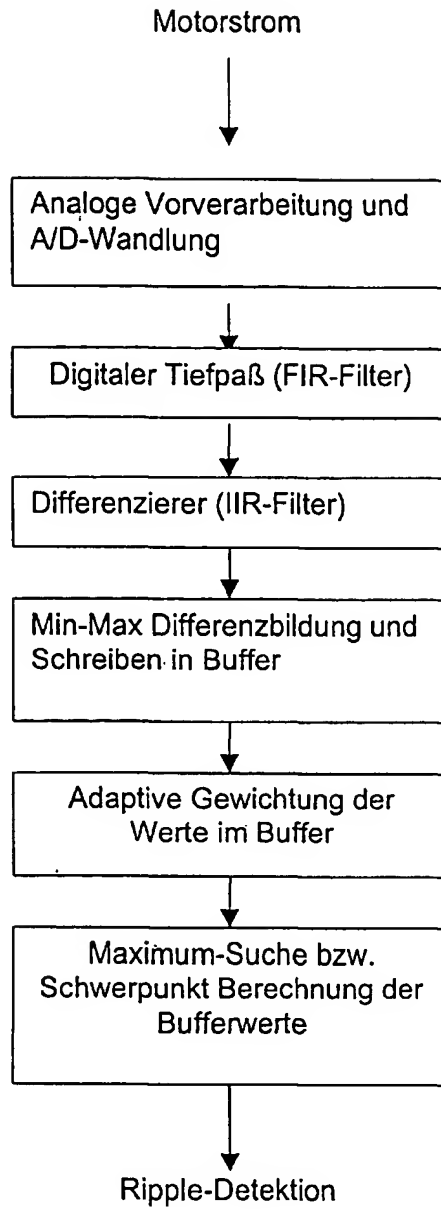 Motorstrom
Analoge Vorverarbeitung und
A/D-Wandlung
Digitaler Tiefpaß (FIR-Filter)
Differenzierer (IIR-Filter)
Min-Max Differenzbildung und
Schreiben in Buffer
Adaptive Gewichtung der
Werte im Buffer
Maximum-Suche bzw.
Schwerpunkt Berechnung der
Bufferwerte
Ripple-Detektion